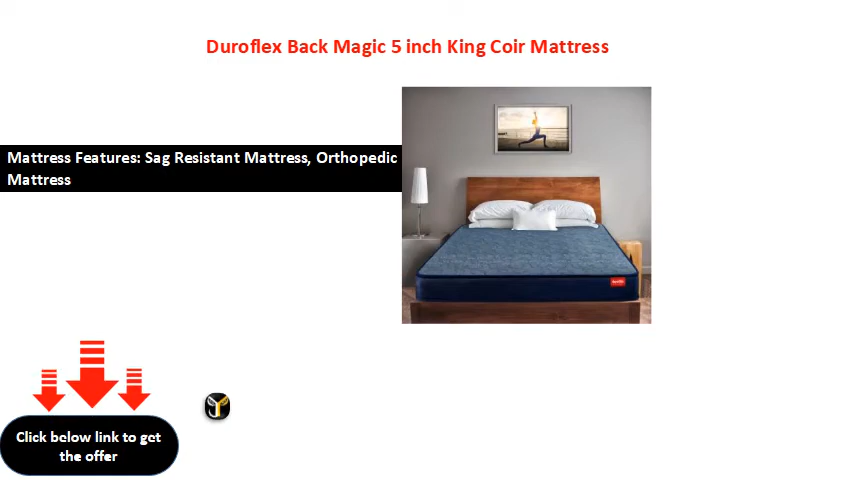 Duroflex Back Magic 5 inch King Coir Mattress
Mattress Features: Sag Resistant Mattress, Orthopedic
Mattress
Click below link to get
the offer